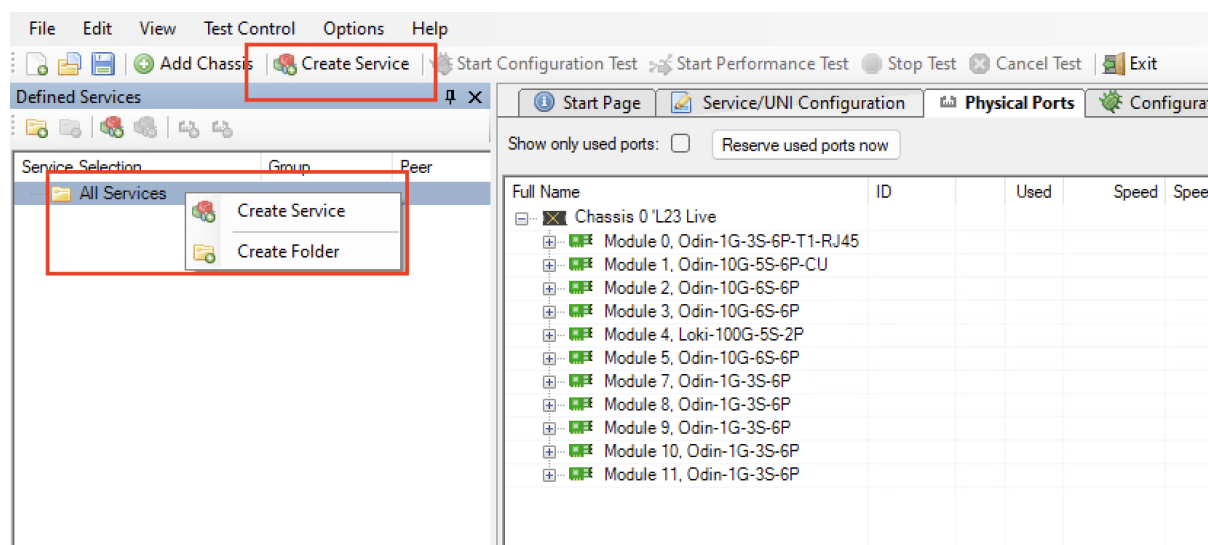 File Edit View Test Control Options Help
Add Chassis Create Service Start Configuration Test Start Performance Test Stop Test Cancel Test Exit
Defined Services
Start Page Service/UNI Configuration Physical Ports Configura
Show only used ports: Reserve used ports now
Service Selection Group Peer
All Services
Create Service
Create Folder
Full Name ID Used Speed Spee
Chassis 0 'L23 Live
Module 0, Odin-1G-3S-6P-T1-RJ45
Module 1, Odin-10G-5S-6P-CU
Module 2, Odin-10G-6S-6P
Module 3, Odin-10G-6S-6P
Module 4, Loki-100G-5S-2P
Module 5, Odin-10G-6S-6P
Module 7, Odin-1G-3S-6P
Module 8, Odin-1G-3S-6P
Module 9, Odin-1G-3S-6P
Module 10, Odin-1G-3S-6P
Module 11, Odin-1G-3S-6P